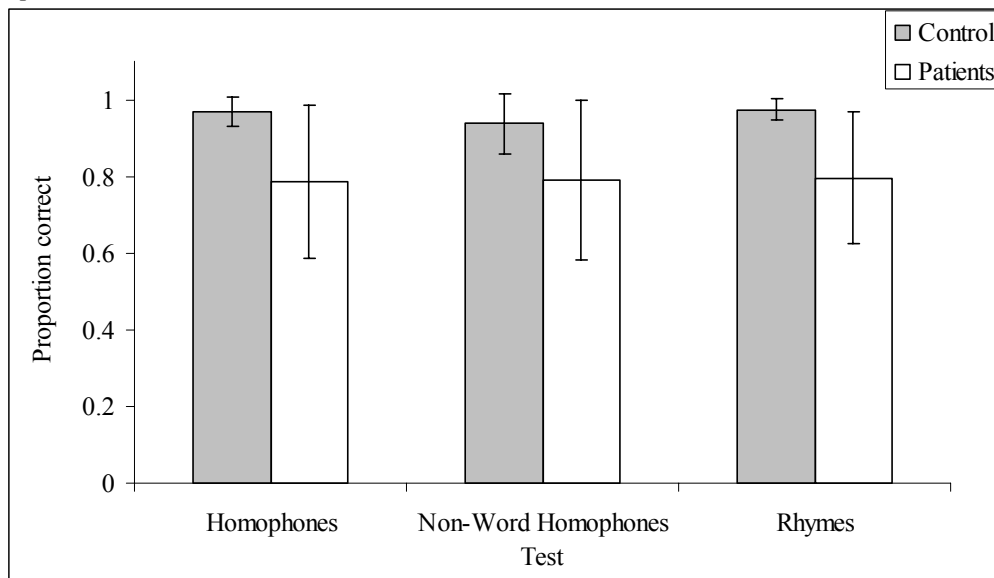 Control
Patients
1
0.8
0.6
0.4
0.2
0
Proportion correct
Homophones
Non-Word Homophones
Rhymes
Test